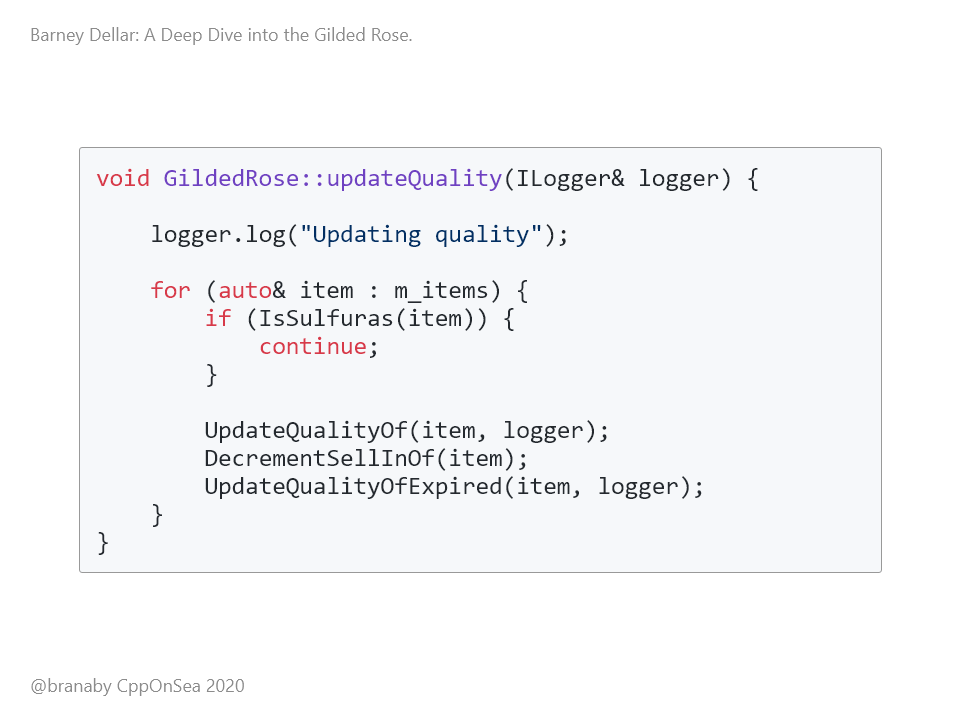 Barney Dellar: A Deep Dive into the Gilded Rose.
void GildedRose::updateQuality(ILogger& logger) {
    logger.log("Updating quality");
    for (auto& item : m_items) {
        if (IsSulfuras(item)) {
            continue;
        }
        UpdateQualityOf(item, logger);
        DecrementSellInOf(item);
        UpdateQualityOfExpired(item, logger);
    }
}
@branaby CppOnSea 2020